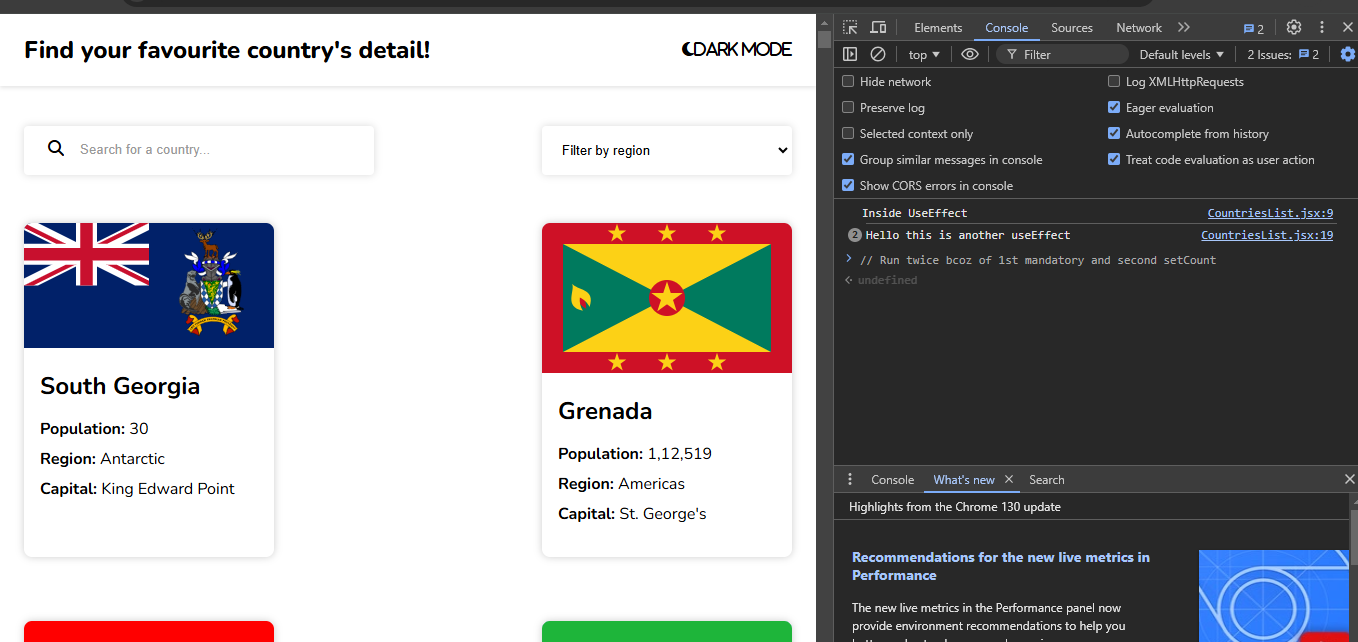 Find your favourite country's detail!
DARK MODE
Search for a country...
Filter by region
South Georgia
Population: 30
Region: Antarctic
Capital: King Edward Point
Grenada
Population: 1,12,519
Region: Americas
Capital: St. George's
Elements Console Sources Network 2
top Filter Default levels 2 Issues: 2
Hide network Log XMLHttpRequests
Preserve log Eager evaluation
Selected context only Autocomplete from history
Group similar messages in console Treat code evaluation as user action
Show CORS errors in console
Inside UseEffect CountriesList.jsx:9
2 Hello this is another useEffect CountriesList.jsx:19
// Run twice bcoz of 1st mandatory and second setCount
undefined
Console What's new Search
Highlights from the Chrome 130 update
Recommendations for the new live metrics in
Performance
The new live metrics in the Performance panel now
provide environment recommendations to help you